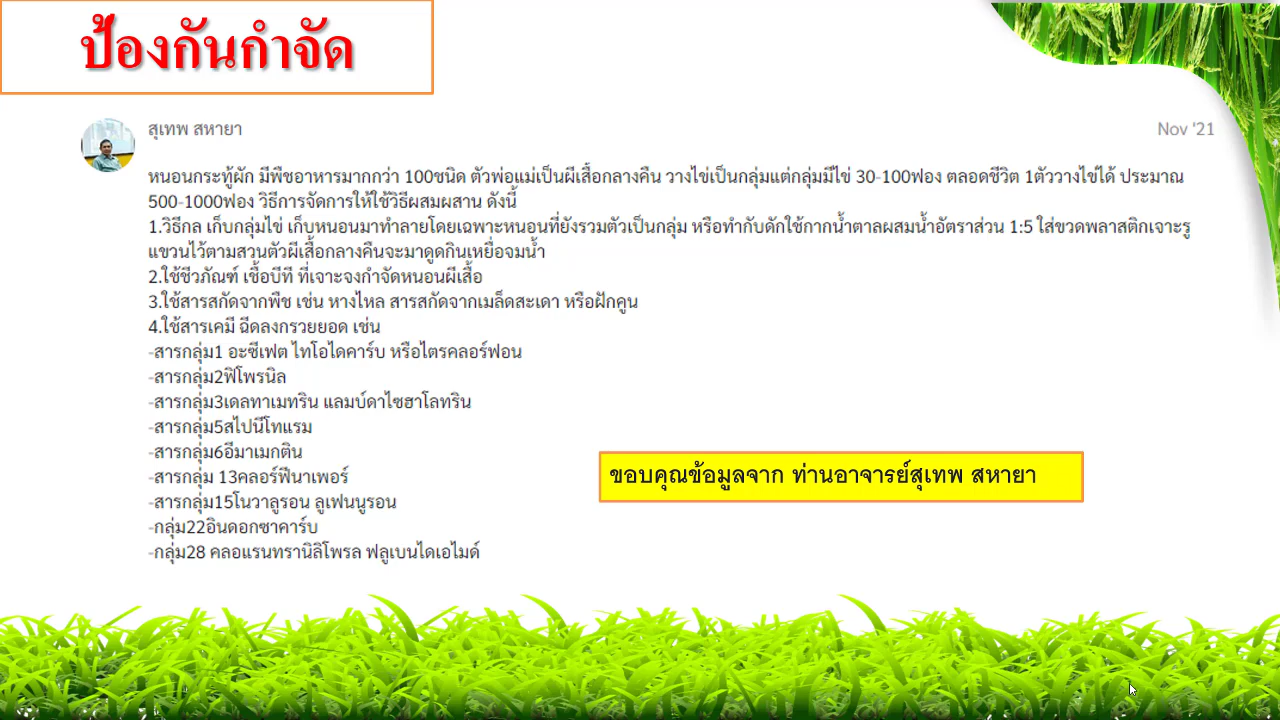 ป้องกันกำจัด
สุเทพ สหายา
Nov '21
หนอนกระทู้ผัก มีพืชอาหารมากกว่า 100ชนิด ตัวพ่อแม่เป็นผีเสื้อกลางคืน วางไข่เป็นกลุ่มแต่กลุ่มมีไข่ 30-100ฟอง ตลอดชีวิต 1ตัววางไข่ได้ ประมาณ
500-1000ฟอง วิธีการจัดการให้ใช้วิธีผสมผสาน ดังนี้
1.วิธีกล เก็บกลุ่มไข่ เก็บหนอนมาทำลายโดยเฉพาะหนอนที่ยังรวมตัวเป็นกลุ่ม หรือทำกับดักใช้กากน้ำตาลผสมน้ำอัตราส่วน 1:5 ใส่ขวดพลาสติกเจาะรู
แขวนไว้ตามสวนตัวผีเสื้อกลางคืนจะมาดูดกินเหยื่อจมน้ำ
2.ใช้ชีวภัณฑ์ เชื้อบีที ที่เจาะจงกำจัดหนอนผีเสื้อ
3.ใช้สารสกัดจากพืช เช่น หางไหล สารสกัดจากเมล็ดสะเดา หรือฝักคูน
4.ใช้สารเคมี ฉีดลงกรวยยอด เช่น
-สารกลุ่ม1 อะซีเฟต ไทโอไดคาร์บ หรือไตรคลอร์ฟอน
-สารกลุ่ม2ฟิโพรนิล
-สารกลุ่ม3เดลทาเมทริน แลมบ์ดาไซฮาโลทริน
-สารกลุ่ม5สไปนีโทแรม
-สารกลุ่ม6อีมาเมกติน
-สารกลุ่ม 13คลอร์ฟีนาเพอร์
-สารกลุ่ม15โนวาลูรอน ลูเฟนนูรอน
-กลุ่ม22อินดอกซาคาร์บ
-กลุ่ม28 คลอแรนทรานิลิโพรล ฟลูเบนไดเอไมด์
ขอบคุณข้อมูลจาก ท่านอาจารย์สุเทพ สหายา